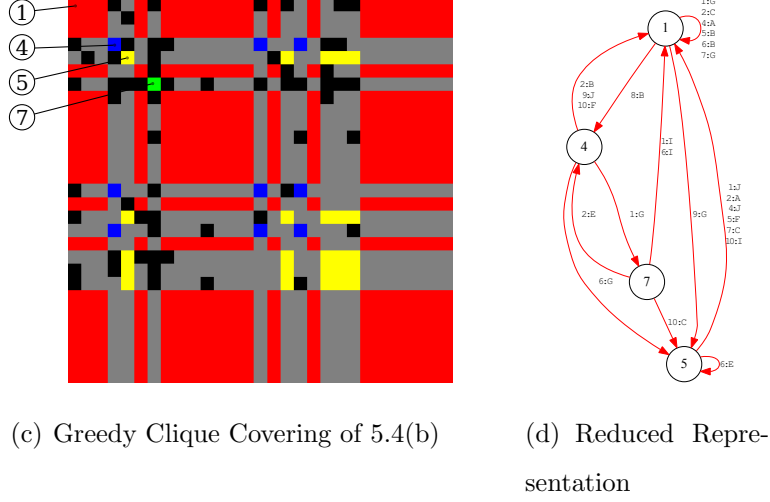 1
4
5
7
1:G
2:C
4:A
5:B
6:B
7:G
1
2:B
9:J
10:F
8:B
4
1:I
6:I
1:J
2:A
4:J
5:F
7:C
10:I
2:E
1:G
9:G
6:G
7
10:C
5
6:E
(c) Greedy Clique Covering of 5.4(b)
(d) Reduced Repre-
sentation